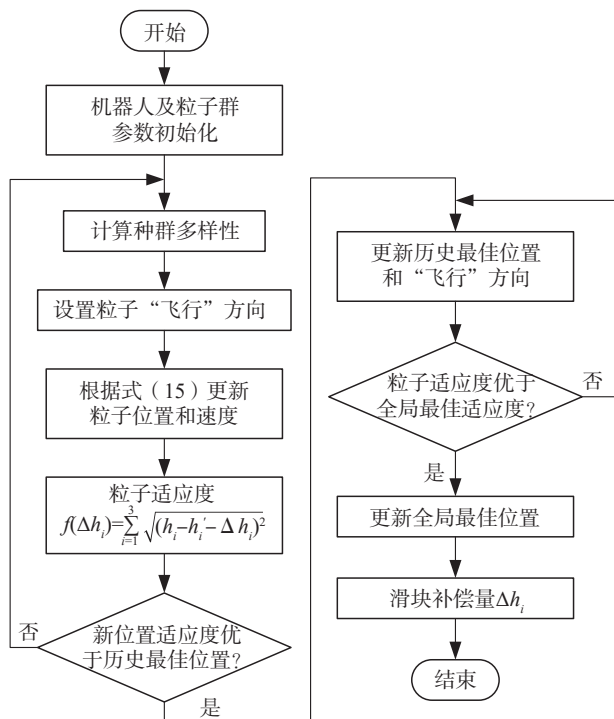 开始
机器人及粒子群
参数初始化
计算种群多样性
设置粒子“飞行”方向
根据式（15）更新
粒子位置和速度
粒子适应度
f(Δh_i)=∑_{i=1}^{3} √(h_i−h_i′−Δh_i)²
新位置适应度优
于历史最佳位置？
否
是
更新历史最佳位置
和“飞行”方向
粒子适应度优于
全局最佳适应度？
否
是
更新全局最佳位置
滑块补偿量Δh_i
结束